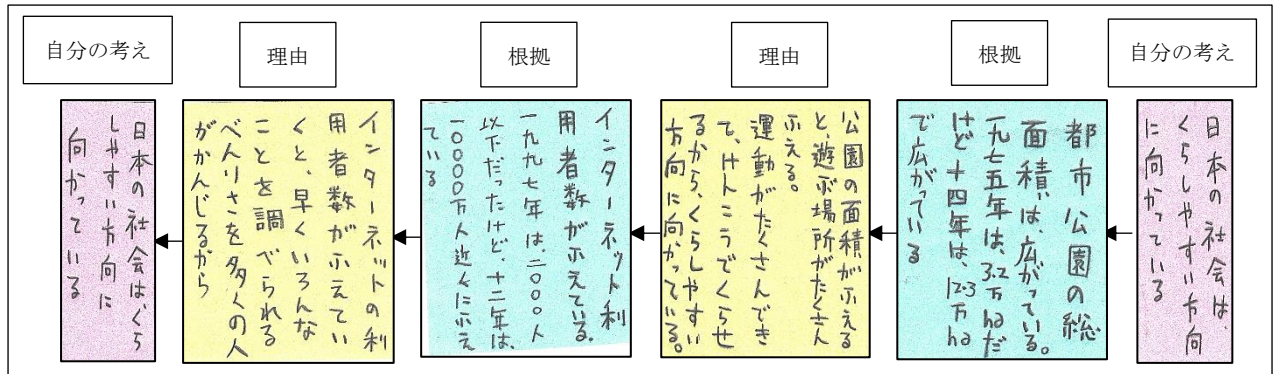 自分の考え
根拠
理由
根拠
理由
自分の考え
日本の社会は、
くらしやすい方向
に向かっている
都市公園の総
面積は、広がっている。
一九七五年は、3.2万haだ
けど十四年は、12.3万ha
で広がっている
公園の面積がふえる
と、遊ぶ場所がたくさん
ふえる。
運動がたくさんでき
て、けんこうでくらせ
るから、くらしやすい
方向に向かっている。
インターネット利
用者数がふえている。
一九九七年は、二〇〇〇人
以下だったけど、十二年は、
一〇〇〇〇万人近くにふえ
ている
インターネットの利
用者数がふえてい
くと、早くいろんな
ことを調べられる
べんりさを多くの人
ががんじるがら
日本の社会は、ぐら
しやすい方向に
向かっている